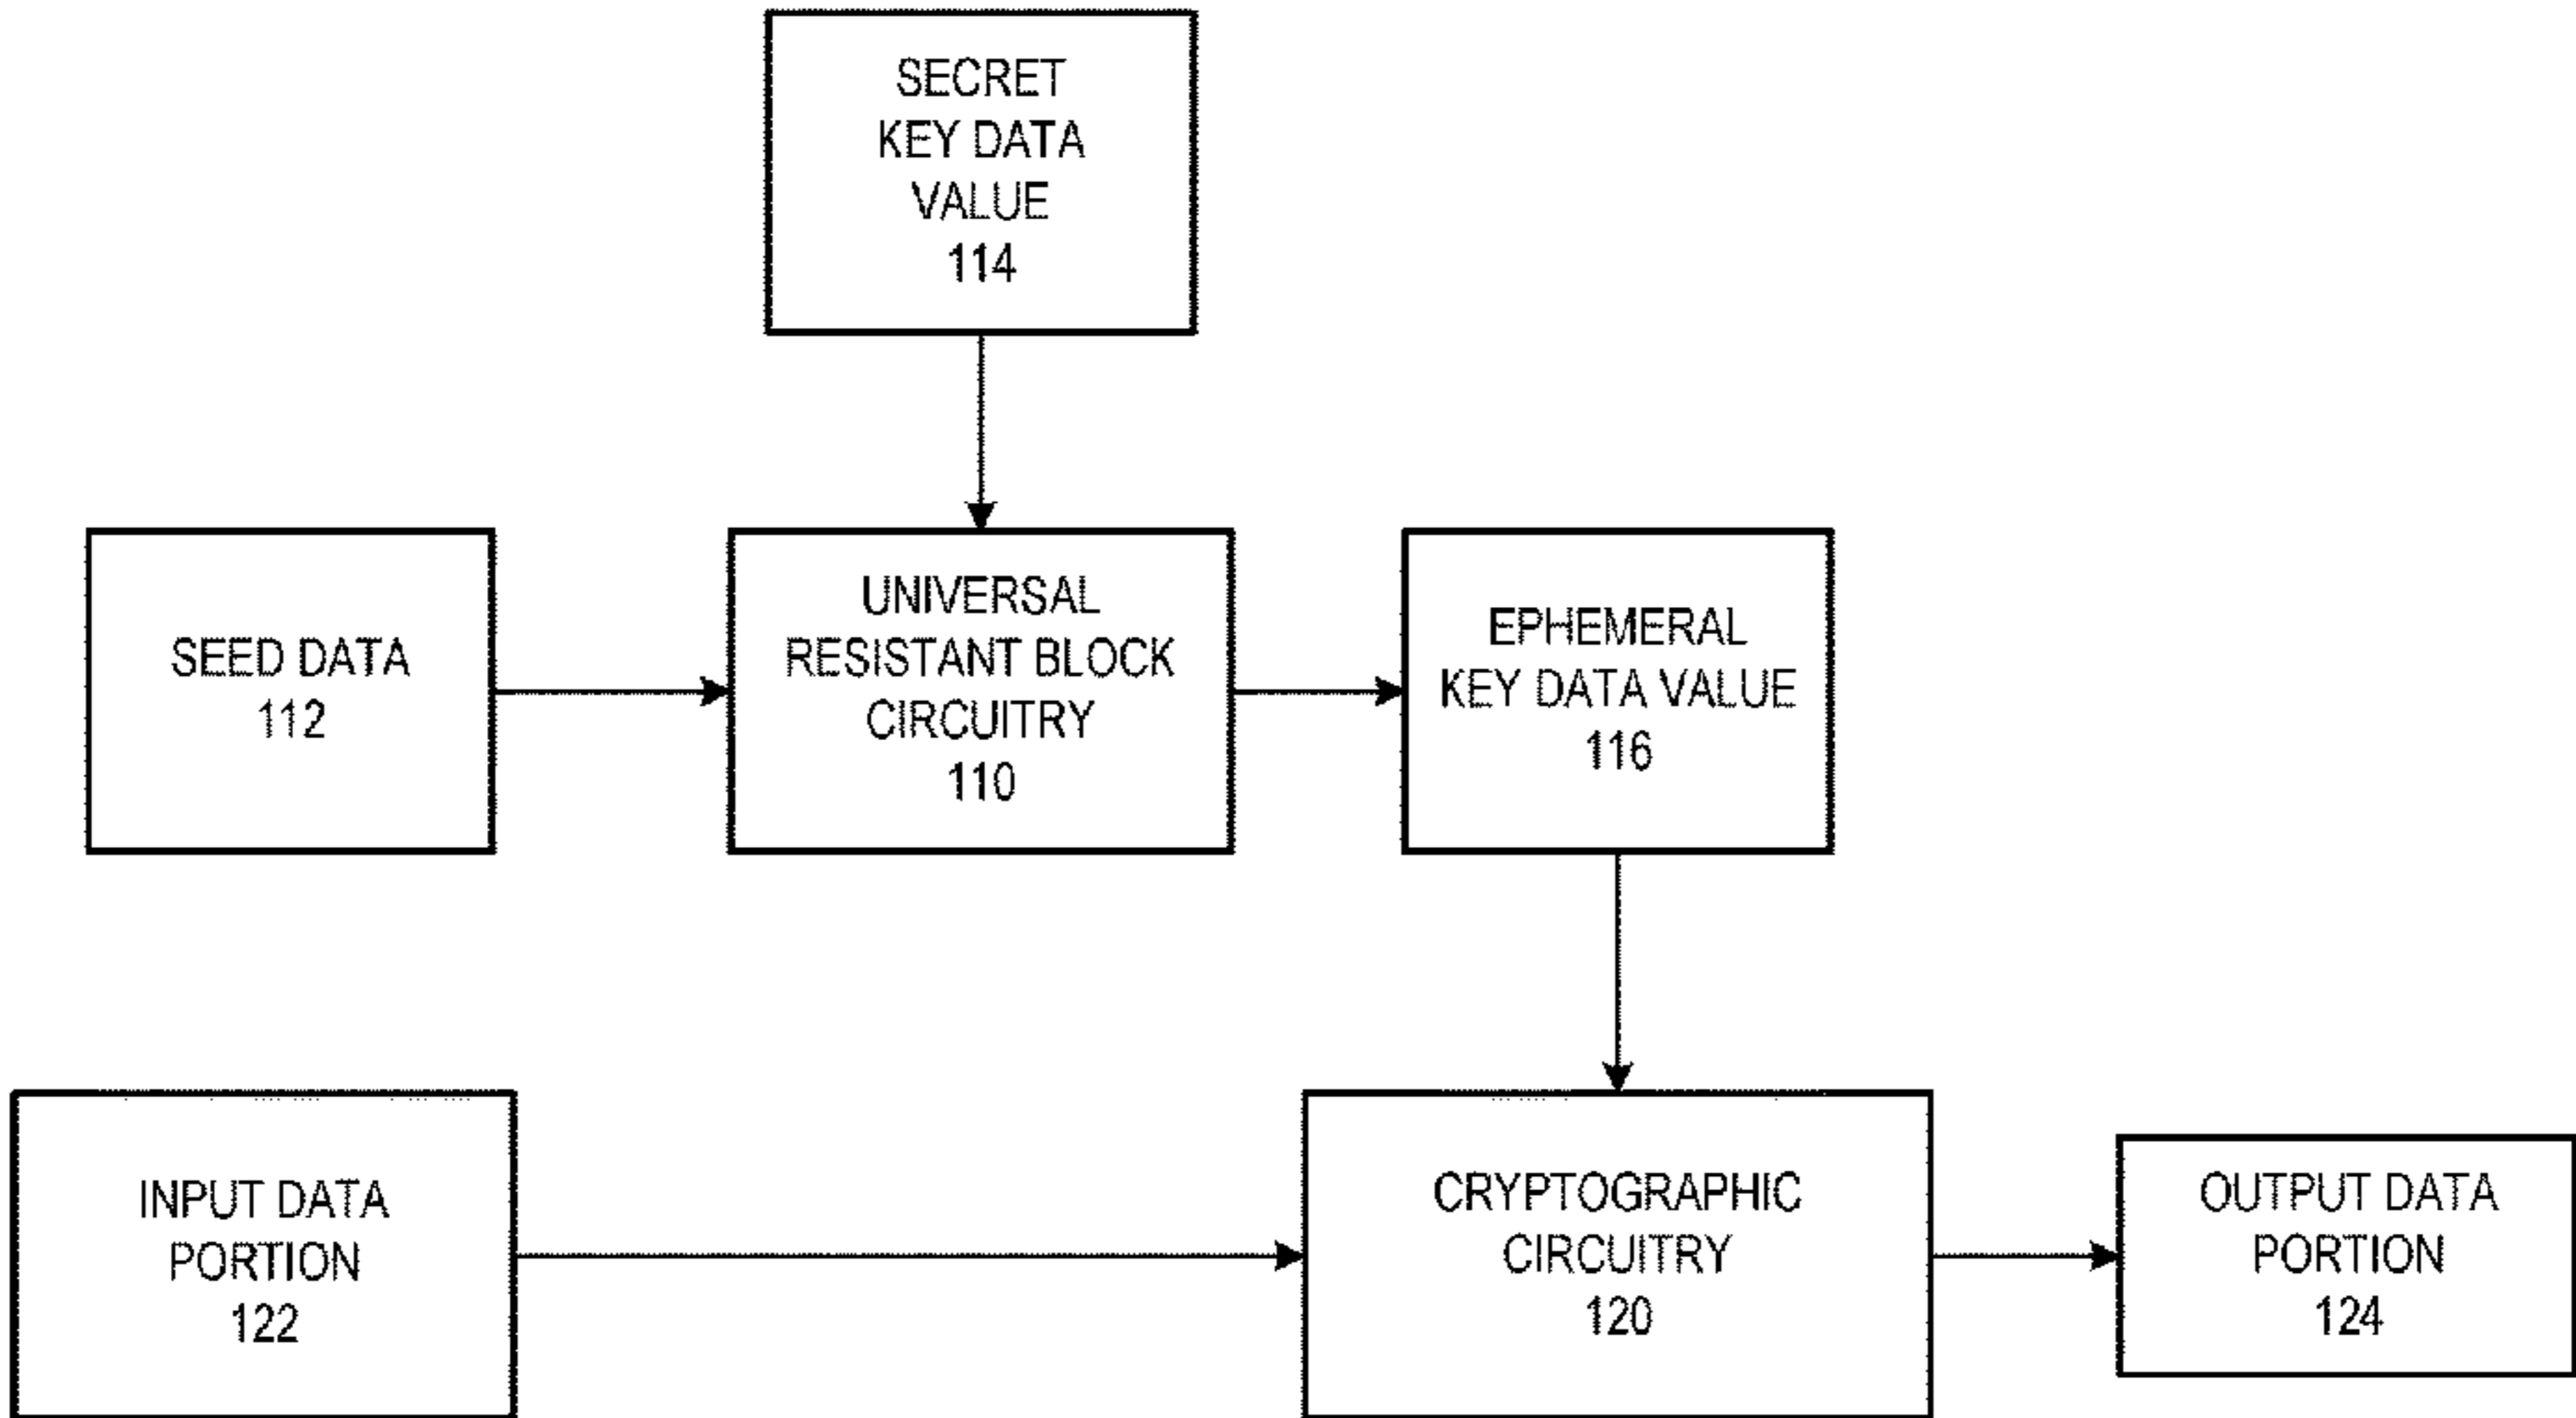 SECRET
KEY DATA
VALUE
114
SEED DATA
112
UNIVERSAL
RESISTANT BLOCK
CIRCUITRY
110
EPHEMERAL
KEY DATA VALUE
116
INPUT DATA
PORTION
122
CRYPTOGRAPHIC
CIRCUITRY
120
OUTPUT DATA
PORTION
124